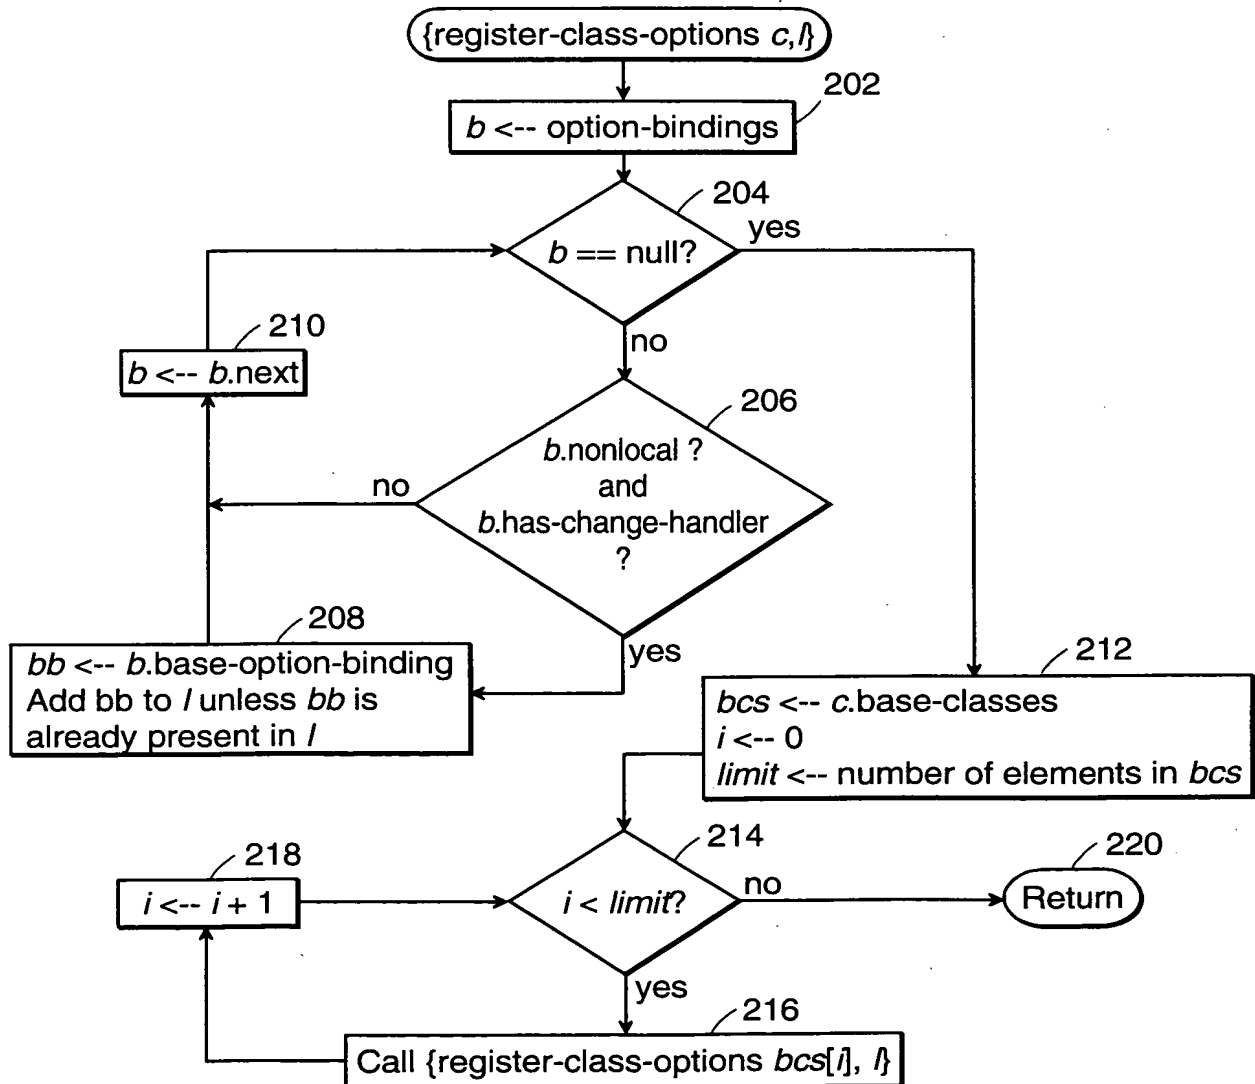 {register-class-options c,l}
202
b <-- option-bindings
204
yes
b == null?
210
no
b <-- b.next
206
b.nonlocal ?
and
b.has-change-handler
?
no
208
yes
bb <-- b.base-option-binding
Add bb to l unless bb is
already present in l
212
bcs <-- c.base-classes
i <-- 0
limit <-- number of elements in bcs
214
218
220
no
i <-- i + 1
i < limit?
Return
yes
216
Call {register-class-options bcs[i], l}